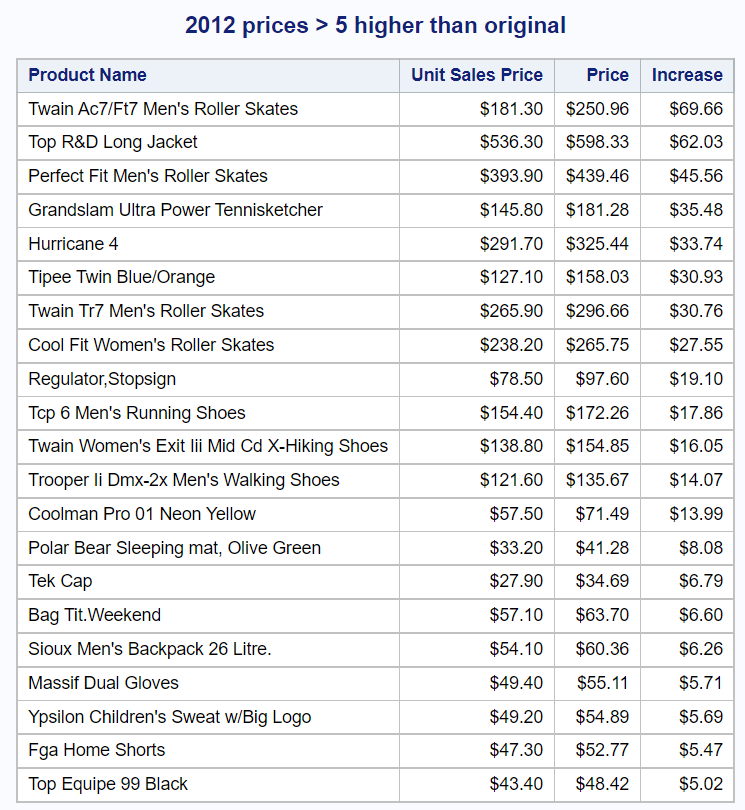 2012 prices > 5 higher than original
Product Name Unit Sales Price Price Increase
Twain Ac7/Ft7 Men's Roller Skates $181.30 $250.96 $69.66
Top R&D Long Jacket $536.30 $598.33 $62.03
Perfect Fit Men's Roller Skates $393.90 $439.46 $45.56
Grandslam Ultra Power Tennisketcher $145.80 $181.28 $35.48
Hurricane 4 $291.70 $325.44 $33.74
Tipee Twin Blue/Orange $127.10 $158.03 $30.93
Twain Tr7 Men's Roller Skates $265.90 $296.66 $30.76
Cool Fit Women's Roller Skates $238.20 $265.75 $27.55
Regulator,Stopsign $78.50 $97.60 $19.10
Tcp 6 Men's Running Shoes $154.40 $172.26 $17.86
Twain Women's Exit Iii Mid Cd X-Hiking Shoes $138.80 $154.85 $16.05
Trooper Ii Dmx-2x Men's Walking Shoes $121.60 $135.67 $14.07
Coolman Pro 01 Neon Yellow $57.50 $71.49 $13.99
Polar Bear Sleeping mat, Olive Green $33.20 $41.28 $8.08
Tek Cap $27.90 $34.69 $6.79
Bag Tit.Weekend $57.10 $63.70 $6.60
Sioux Men's Backpack 26 Litre. $54.10 $60.36 $6.26
Massif Dual Gloves $49.40 $55.11 $5.71
Ypsilon Children's Sweat w/Big Logo $49.20 $54.89 $5.69
Fga Home Shorts $47.30 $52.77 $5.47
Top Equipe 99 Black $43.40 $48.42 $5.02